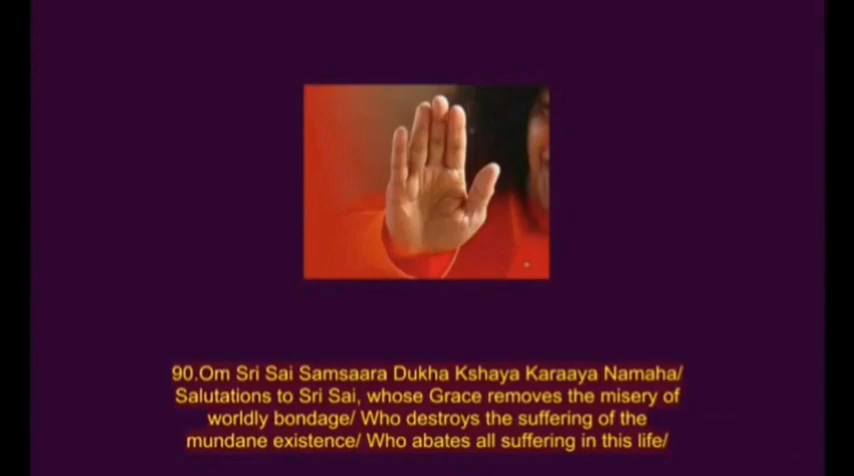 90.Om Sri Sai Samsaara Dukha Kshaya Karaaya Namaha/
Salutations to Sri Sai, whose Grace removes the misery of
worldly bondage/ Who destroys the suffering of the
mundane existence/ Who abates all suffering in this life/